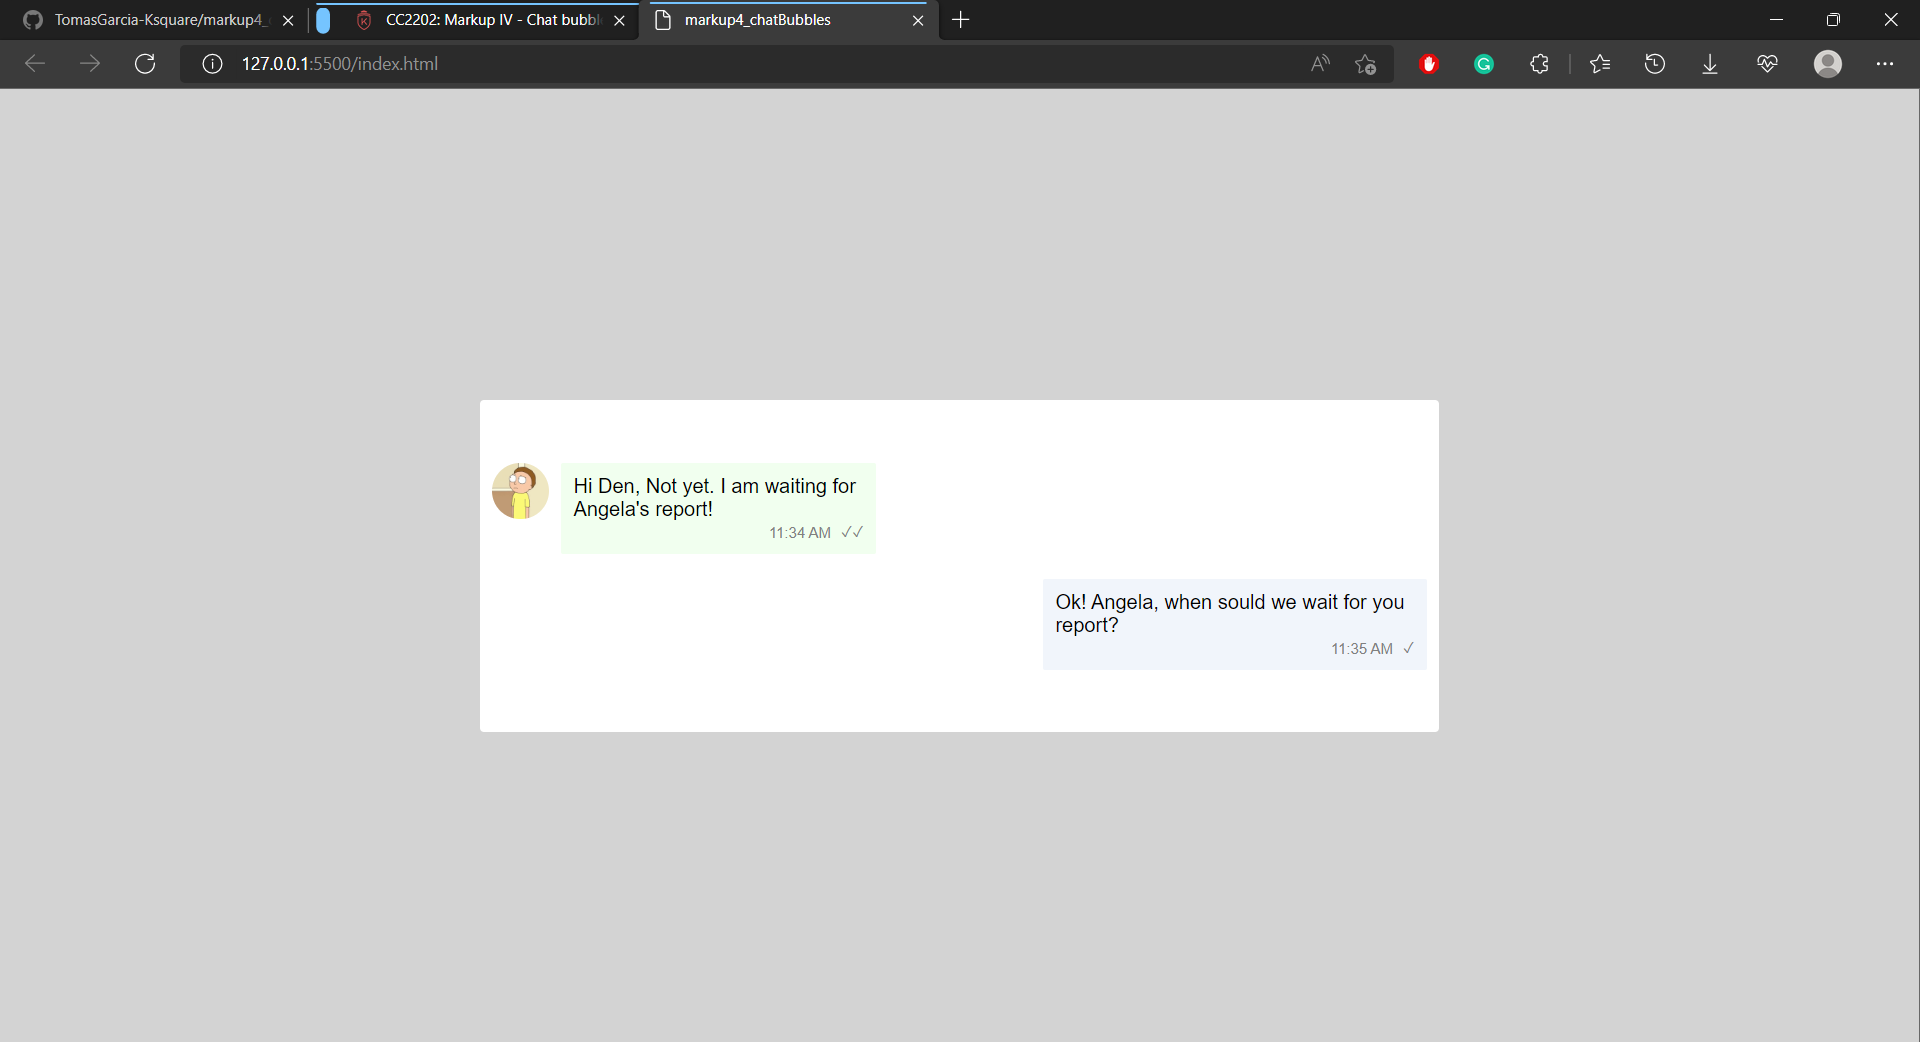 TomasGarcia-Ksquare/markup4_
CC2202: Markup IV - Chat bubbl
markup4_chatBubbles
127.0.0.1:5500/index.html
Hi Den, Not yet. I am waiting for
Angela's report!
11:34 AM ✓✓
Ok! Angela, when sould we wait for you
report?
11:35 AM ✓